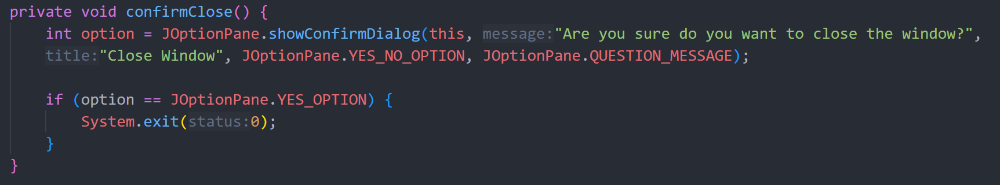 private void confirmClose() {
int option = JOptionPane.showConfirmDialog(this, message:"Are you sure do you want to close the window?",
title:"Close Window", JOptionPane.YES_NO_OPTION, JOptionPane.QUESTION_MESSAGE);
if (option == JOptionPane.YES_OPTION) {
System.exit(status:0);
}
}